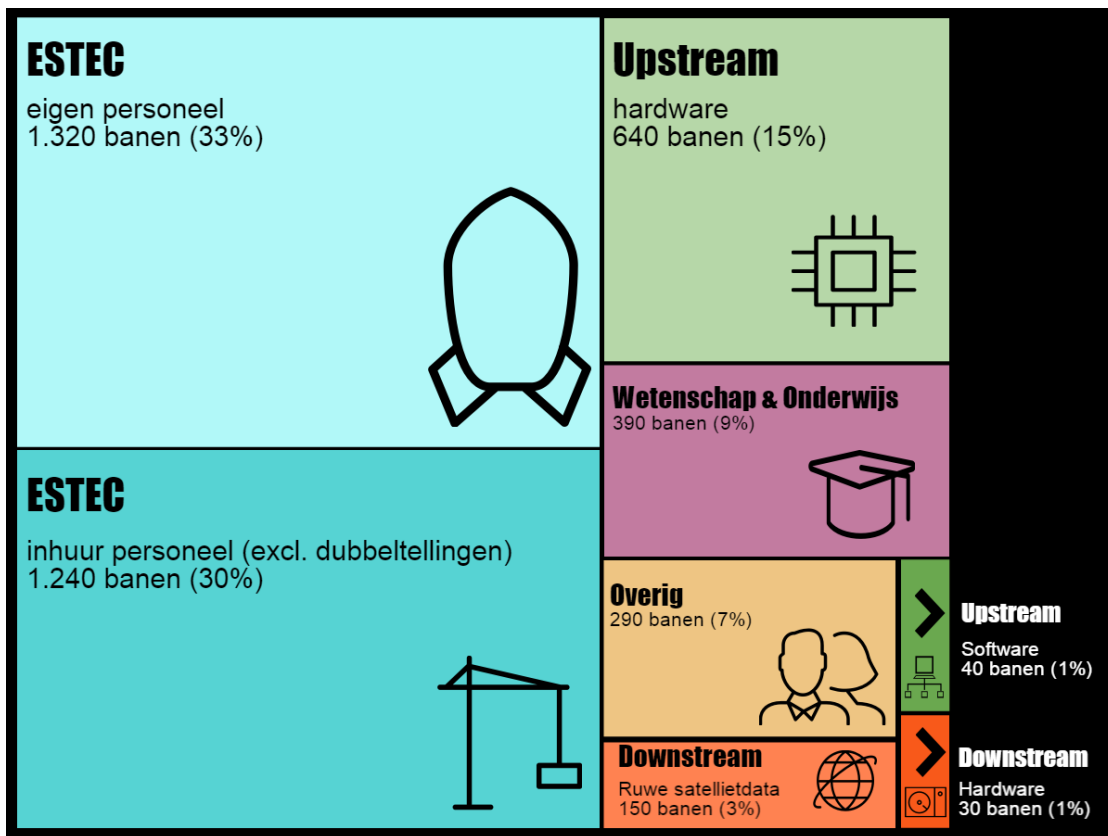 ESTEC
eigen personeel
1.320 banen (33%)
Upstream
hardware
640 banen (15%)
Wetenschap & Onderwijs
390 banen (9%)
ESTEC
inhuur personeel (excl. dubbeltellingen)
1.240 banen (30%)
Overig
290 banen (7%)
Upstream
Software
40 banen (1%)
Downstream
Ruwe satellietdata
150 banen (3%)
Downstream
Hardware
30 banen (1%)